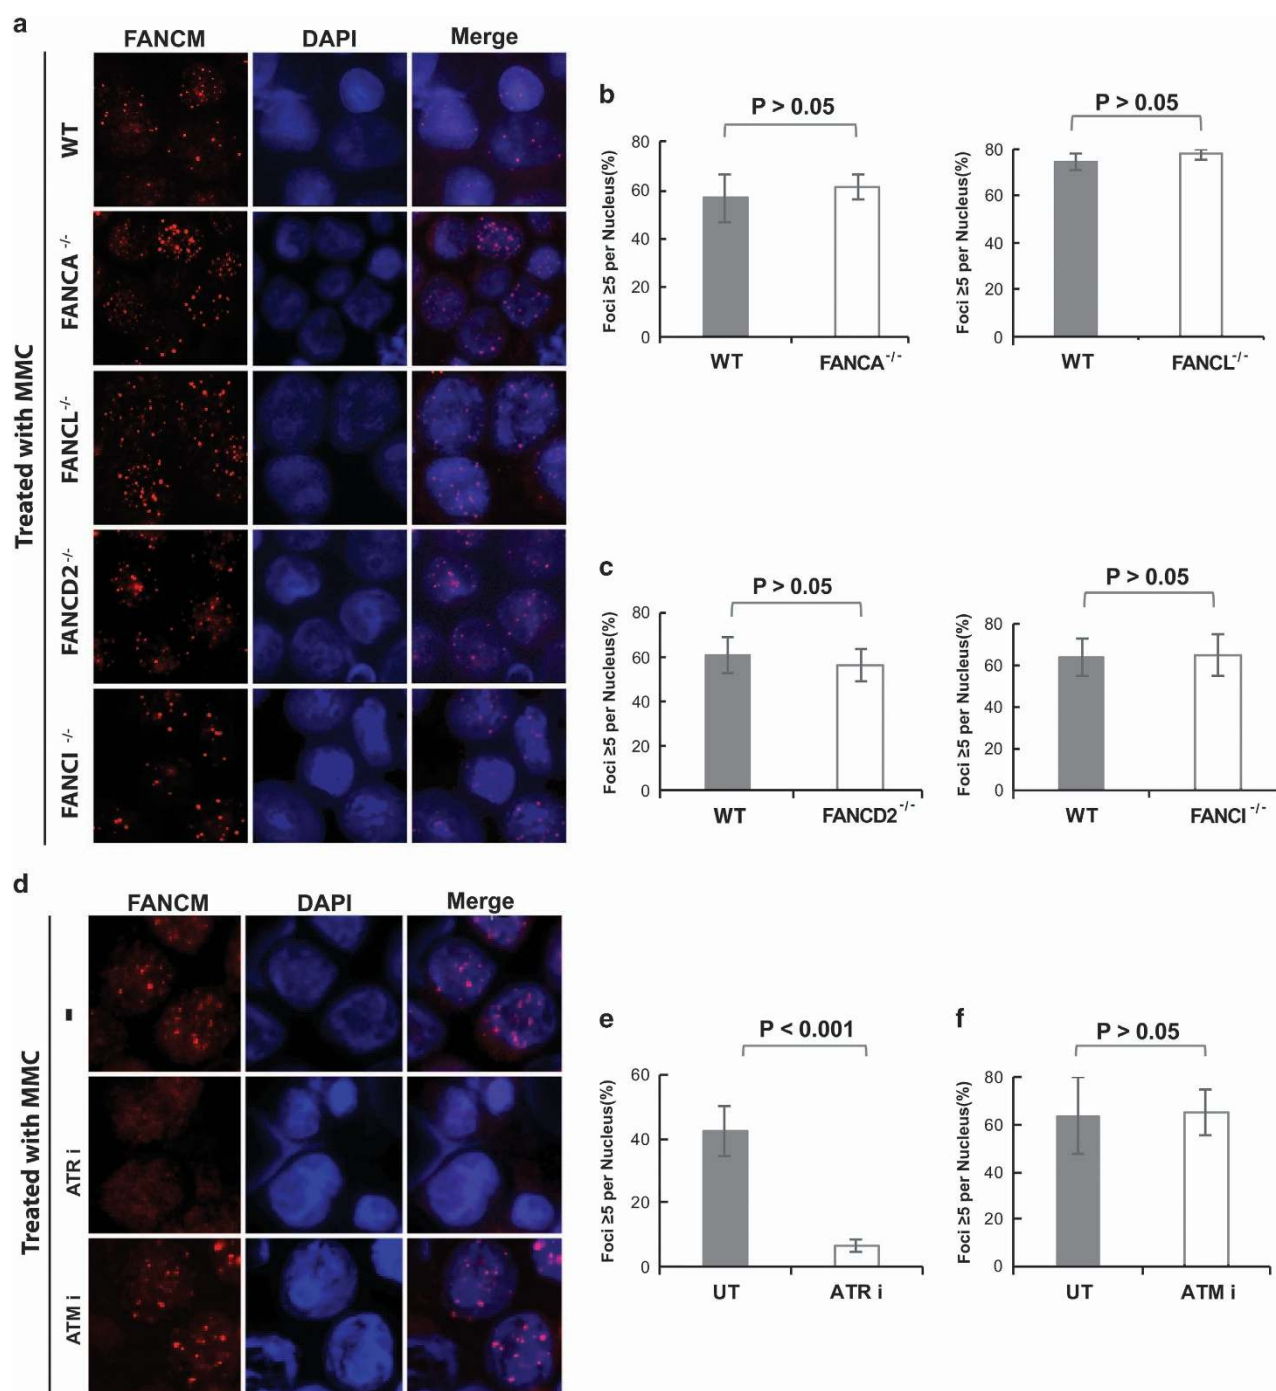 a
FANCM DAPI Merge
Treated with MMC
WT
FANCA -/-
FANCL -/-
FANCD2 -/-
FANCI -/-
b
P > 0.05
Foci ≥5 per Nucleus(%)
80
60
40
20
0
WT FANCA -/-
P > 0.05
Foci ≥5 per Nucleus(%)
80
60
40
20
0
WT FANCL -/-
c
P > 0.05
Foci ≥5 per Nucleus(%)
80
60
40
20
0
WT FANCD2 -/-
P > 0.05
Foci ≥5 per Nucleus(%)
80
60
40
20
0
WT FANCI -/-
d
FANCM DAPI Merge
Treated with MMC
-
ATR i
ATM i
e
P < 0.001
Foci ≥5 per Nucleus(%)
60
40
20
0
UT ATR i
f
P > 0.05
Foci ≥5 per Nucleus(%)
80
60
40
20
0
UT ATM i